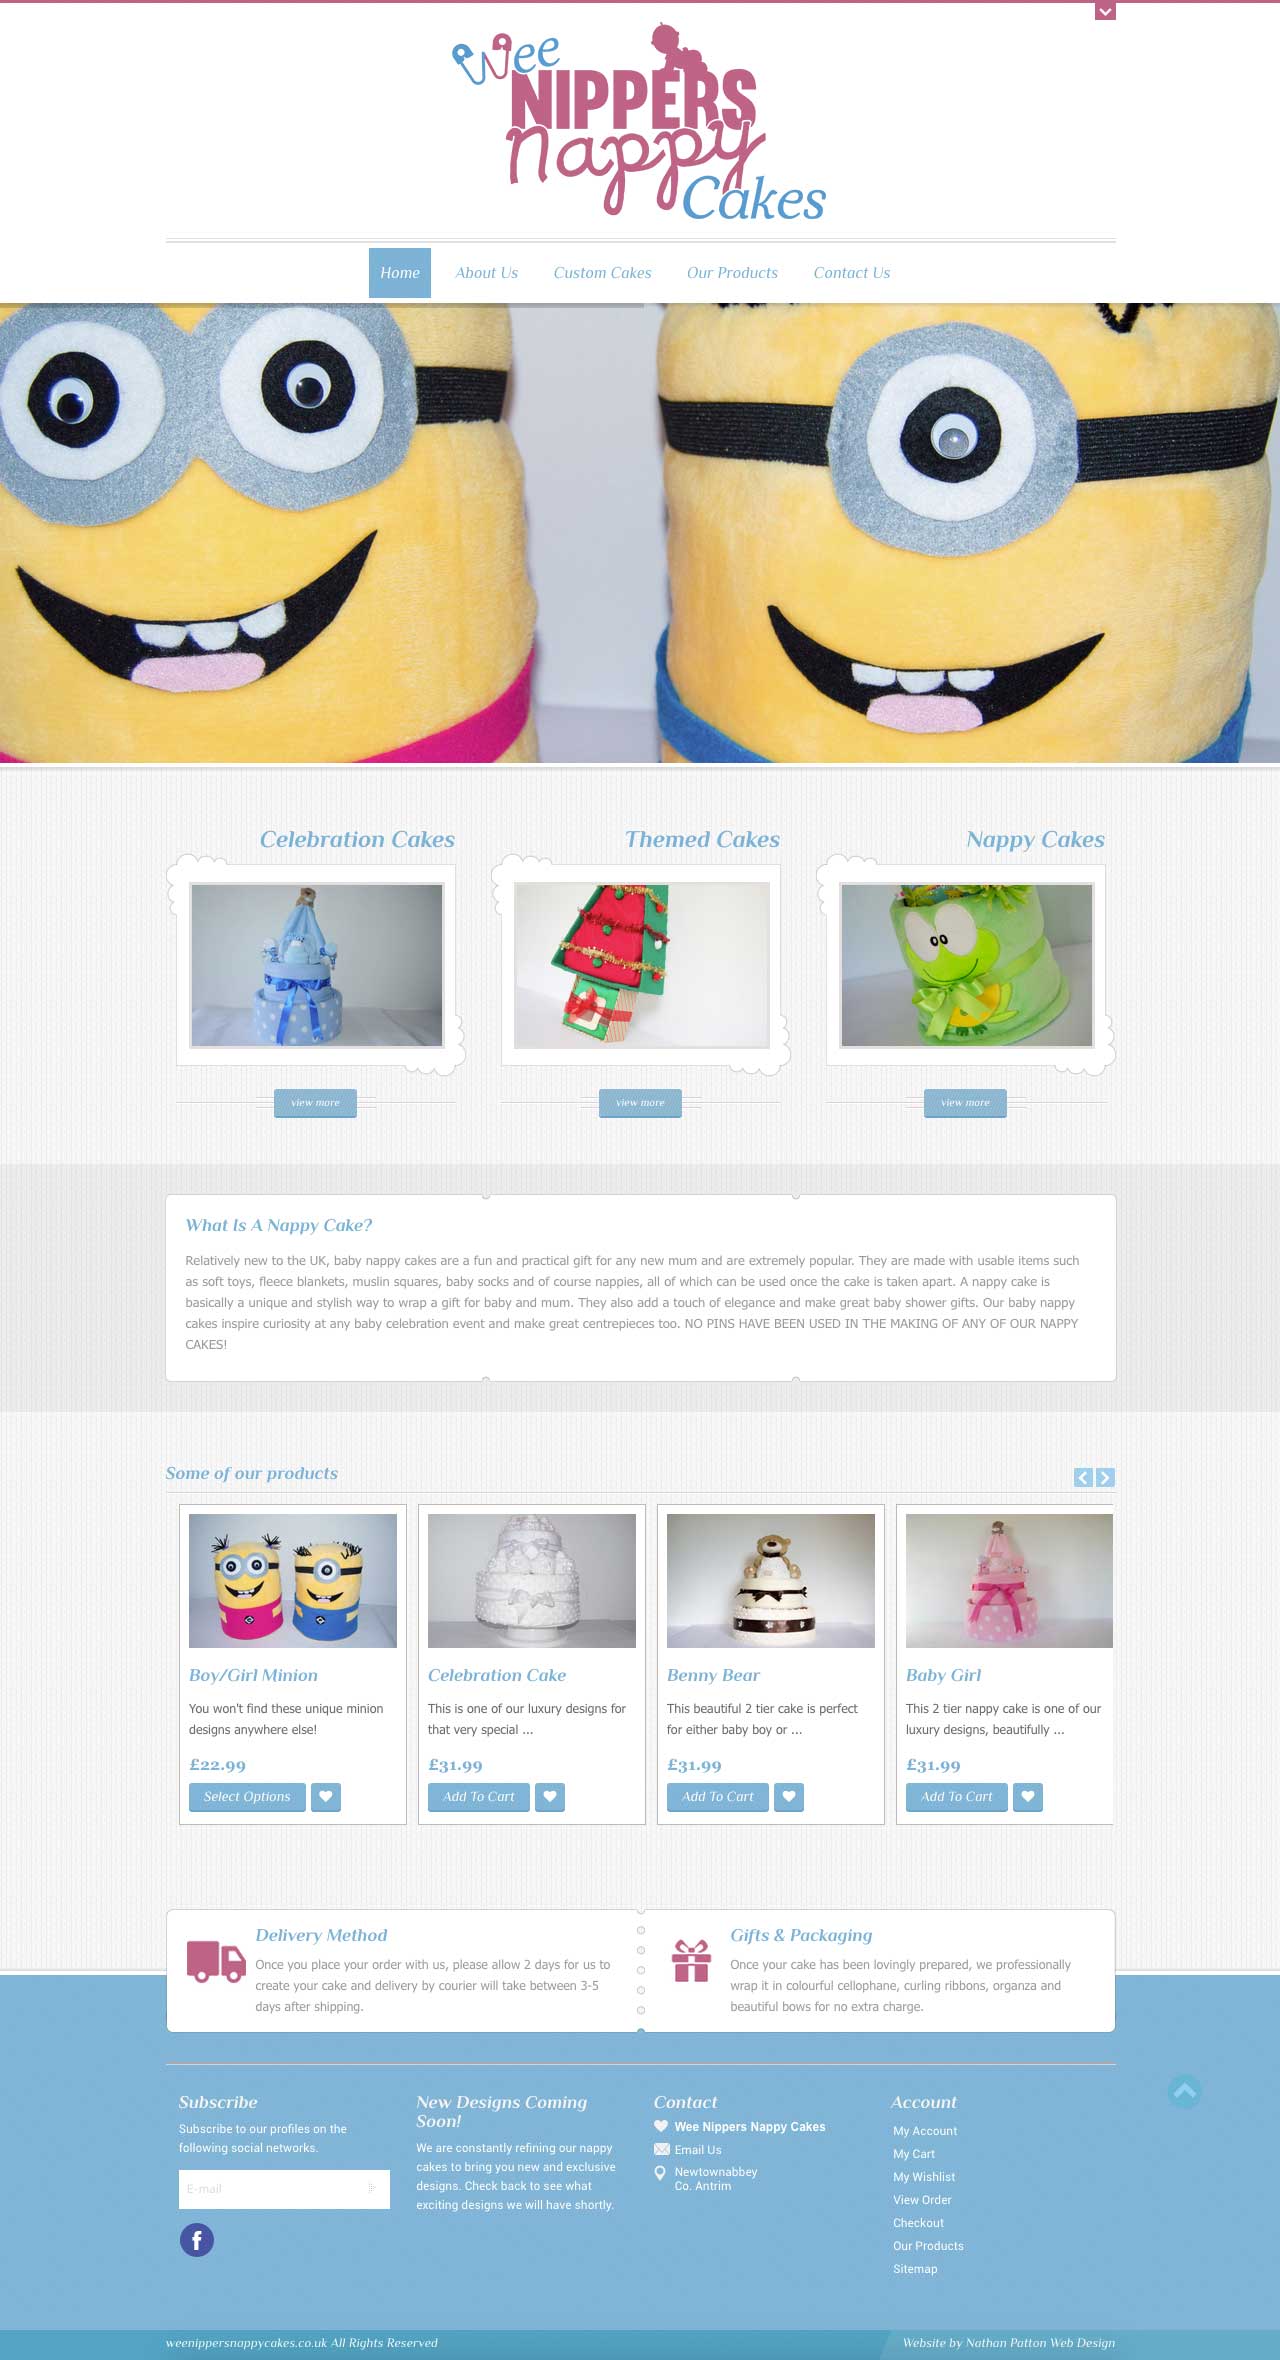 Wee
NIPPERS
Nappy
Cakes
Home About Us Custom Cakes Our Products Contact Us
Celebration Cakes Themed Cakes Nappy Cakes
view more view more view more
What Is A Nappy Cake?
Relatively new to the UK, baby nappy cakes are a fun and practical gift for any new mum and are extremely popular. They are made with usable items such
as soft toys, fleece blankets, muslin squares, baby socks and of course nappies, all of which can be used once the cake is taken apart. A nappy cake is
basically a unique and stylish way to wrap a gift for baby and mum. They also add a touch of elegance and make great baby shower gifts. Our baby nappy
cakes inspire curiosity at any baby celebration event and make great centrepieces too. NO PINS HAVE BEEN USED IN THE MAKING OF ANY OF OUR NAPPY
CAKES!
Some of our products
Boy/Girl Minion
You won't find these unique minion
designs anywhere else!
£22.99
Select Options
Celebration Cake
This is one of our luxury designs for
that very special ...
£31.99
Add To Cart
Benny Bear
This beautiful 2 tier cake is perfect
for either baby boy or ...
£31.99
Add To Cart
Baby Girl
This 2 tier nappy cake is one of our
luxury designs, beautifully ...
£31.99
Add To Cart
Delivery Method
Once you place your order with us, please allow 2 days for us to
create your cake and delivery by courier will take between 3-5
days after shipping.
Gifts & Packaging
Once your cake has been lovingly prepared, we professionally
wrap it in colourful cellophane, curling ribbons, organza and
beautiful bows for no extra charge.
Subscribe
Subscribe to our profiles on the
following social networks.
E-mail
f
New Designs Coming
Soon!
We are constantly refining our nappy
cakes to bring you new and exclusive
designs. Check back to see what
exciting designs we will have shortly.
Contact
Wee Nippers Nappy Cakes
Email Us
Newtownabbey
Co. Antrim
Account
My Account
My Cart
My Wishlist
View Order
Checkout
Our Products
Sitemap
weenippersnappycakes.co.uk All Rights Reserved
Website by Nathan Patton Web Design